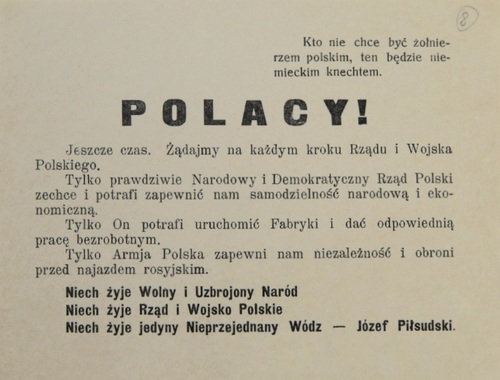 8
Kto nie chce być żołnie-
rzem polskim, ten będzie nie-
mieckim knechtem.
POLACY!
Jeszcze czas. Żądajmy na każdym kroku Rządu i Wojska
Polskiego.
Tylko prawdziwie Narodowy i Demokratyczny Rząd Polski
zechce i potrafi zapewnić nam samodzielność narodową i eko-
nomiczną.
Tylko On potrafi uruchomić Fabryki i dać odpowiednią
pracę bezrobotnym.
Tylko Armja Polska zapewni nam niezależność i obroni
przed najazdem rosyjskim.
Niech żyje Wolny i Uzbrojony Naród
Niech żyje Rząd i Wojsko Polskie
Niech żyje jedyny Nieprzejednany Wódz — Józef Piłsudski.